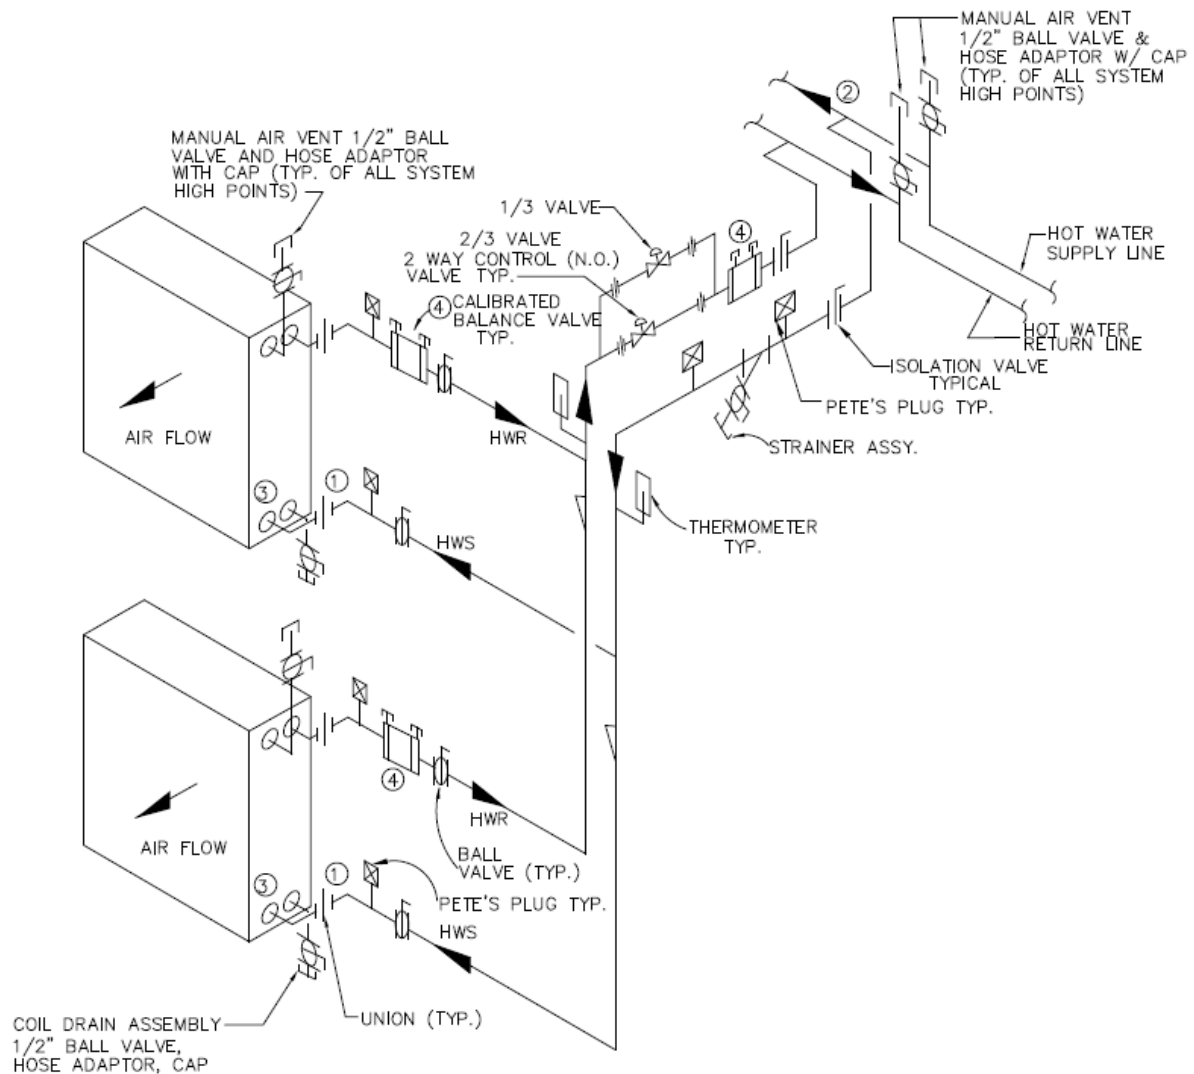 MANUAL AIR VENT
1/2" BALL VALVE &
HOSE ADAPTOR W/ CAP
(TYP. OF ALL SYSTEM
HIGH POINTS)
2
MANUAL AIR VENT 1/2" BALL
VALVE AND HOSE ADAPTOR
WITH CAP (TYP. OF ALL SYSTEM
HIGH POINTS)
1/3 VALVE
4
2/3 VALVE
2 WAY CONTROL (N.O.)
VALVE TYP.
HOT WATER
SUPPLY LINE
4 CALIBRATED
BALANCE VALVE
TYP.
HOT WATER
RETURN LINE
ISOLATION VALVE
TYPICAL
PETE'S PLUG TYP.
AIR FLOW
HWR
STRAINER ASSY.
3
1
THERMOMETER
TYP.
HWS
4
HWR
AIR FLOW
BALL
VALVE (TYP.)
3
1
PETE'S PLUG TYP.
HWS
UNION (TYP.)
COIL DRAIN ASSEMBLY
1/2" BALL VALVE,
HOSE ADAPTOR, CAP